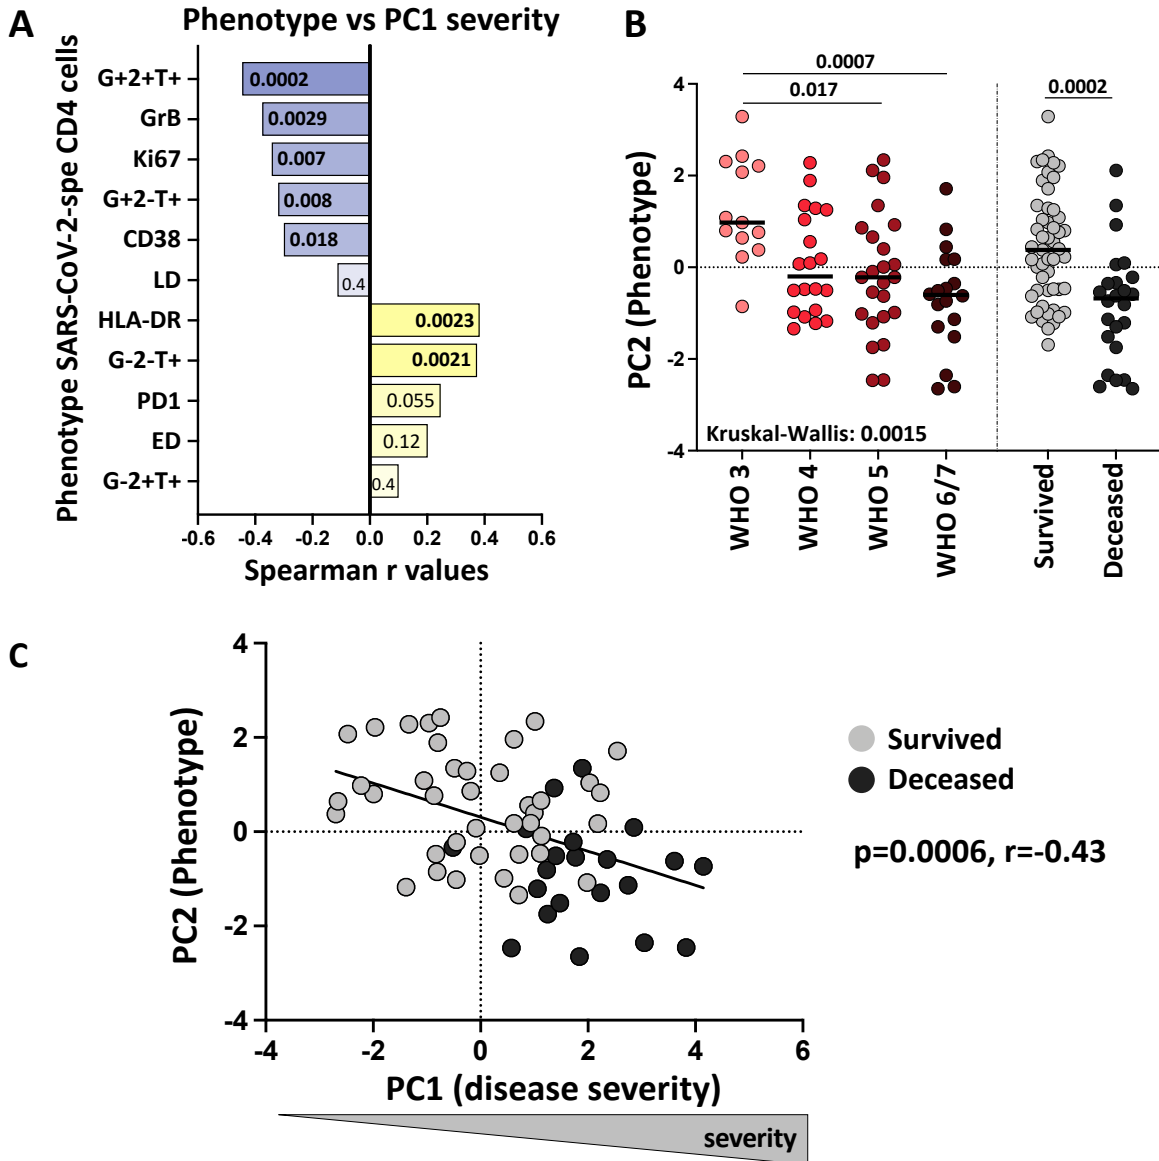 A
Phenotype vs PC1 severity
Phenotype SARS-CoV-2-spe CD4 cells
G+2+T+ 0.0002
GrB 0.0029
Ki67 0.007
G+2-T+ 0.008
CD38 0.018
LD 0.4
HLA-DR 0.0023
G-2-T+ 0.0021
PD1 0.055
ED 0.12
G-2+T+ 0.4
-0.6 -0.4 -0.2 0.0 0.2 0.4 0.6
Spearman r values
B
0.0007
0.017
0.0002
PC2 (Phenotype)
4
2
0
-2
-4
Kruskal-Wallis: 0.0015
WHO 3
WHO 4
WHO 5
WHO 6/7
Survived
Deceased
C
PC2 (Phenotype)
4
2
0
-2
-4
-4 -2 0 2 4 6
PC1 (disease severity)
severity
Survived
Deceased
p=0.0006, r=-0.43